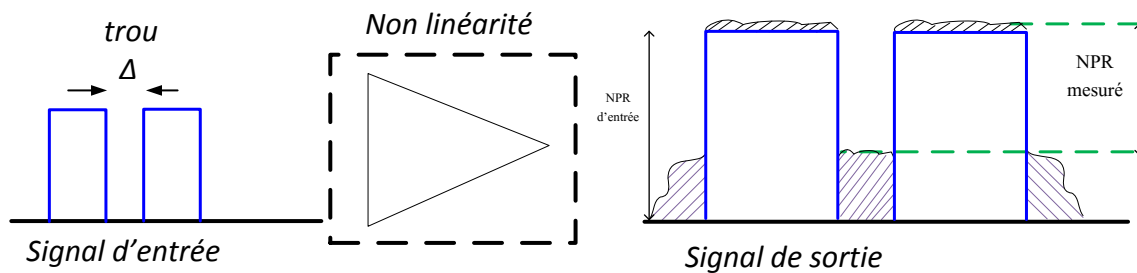 trou
Δ
Signal d'entrée
Non linéarité
NPR
d'entrée
NPR
mesuré
Signal de sortie